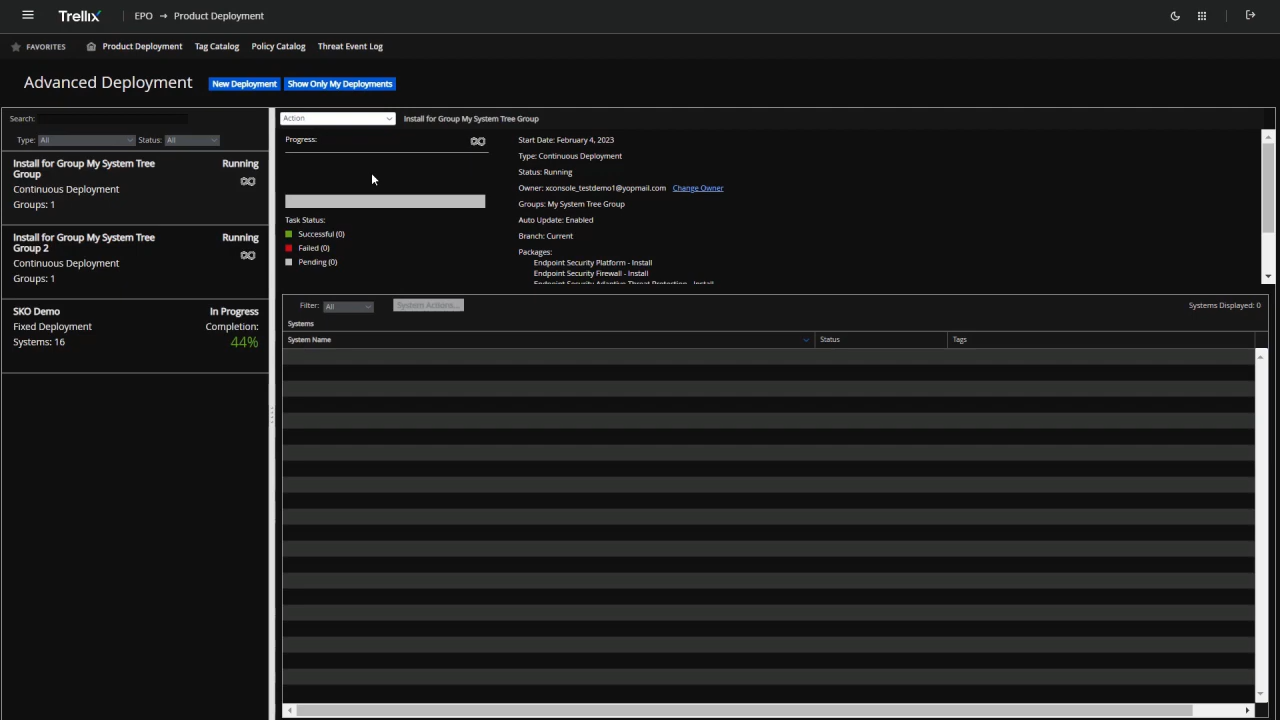 Trellix
EPO → Product Deployment
FAVORITES
Product Deployment
Tag Catalog
Policy Catalog
Threat Event Log
Advanced Deployment
New Deployment
Show Only My Deployments
Search:
Type: All
Status: All
Install for Group My System Tree
Group
Running
Continuous Deployment
Groups: 1
Install for Group My System Tree
Group 2
Running
Continuous Deployment
Groups: 1
SKO Demo
In Progress
Fixed Deployment
Completion:
Systems: 16
44%
Action
Install for Group My System Tree Group
Progress:
Task Status:
Successful (0)
Failed (0)
Pending (0)
Start Date: February 4, 2023
Type: Continuous Deployment
Status: Running
Owner: xconsole_testdemo1@yopmail.com Change Owner
Groups: My System Tree Group
Auto Update: Enabled
Branch: Current
Packages:
Endpoint Security Platform - Install
Endpoint Security Firewall - Install
Endpoint Security Adaptive Threat Protection - Install
Filter: All
System Actions...
Systems Displayed: 0
Systems
System Name
Status
Tags